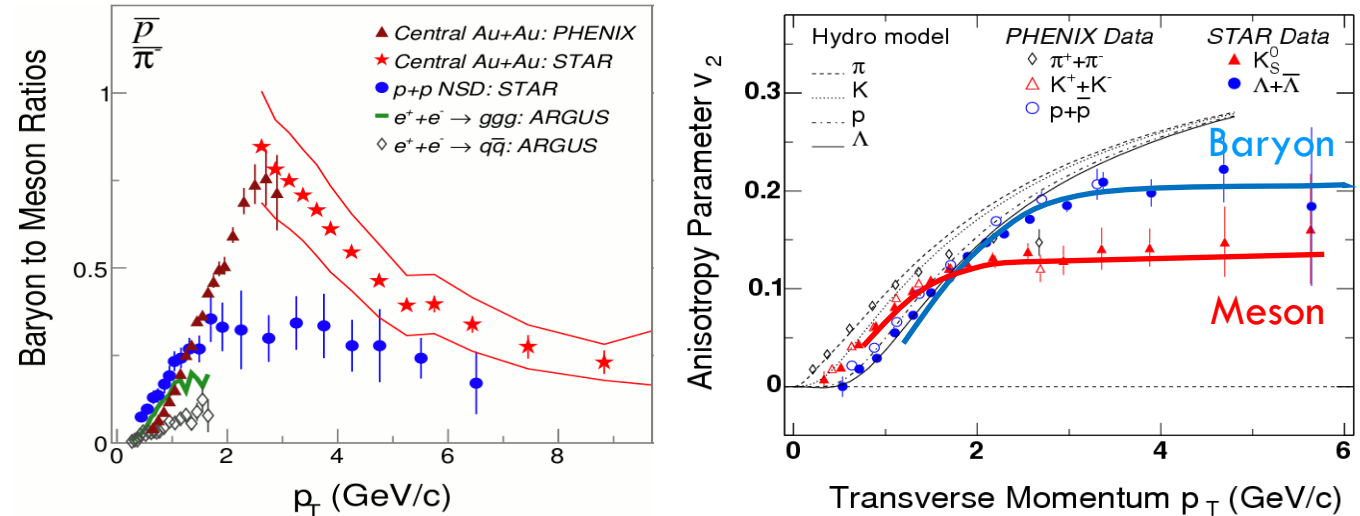 p̅
π⁻
Central Au+Au: PHENIX
Central Au+Au: STAR
p+p NSD: STAR
e⁺+e⁻ → ggg: ARGUS
e⁺+e⁻ → qq̅: ARGUS
Baryon to Meson Ratios
1
0.5
0
0 2 4 6 8
p_T (GeV/c)
Hydro model
π
K
p
Λ
PHENIX Data
π⁺+π⁻
K⁺+K⁻
p+p̅
STAR Data
K⁰_S
Λ+Λ̅
Baryon
Meson
Anisotropy Parameter v₂
0.3
0.2
0.1
0
0 2 4 6
Transverse Momentum p_T (GeV/c)